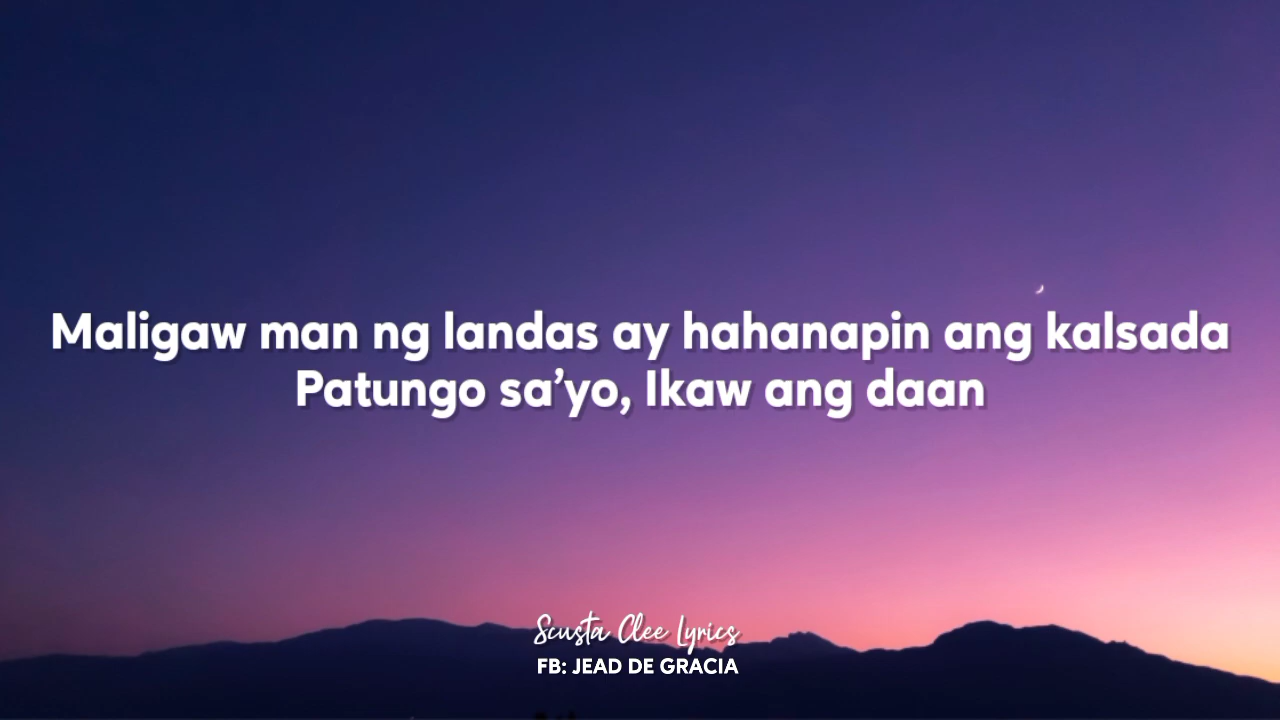 Maligaw man ng landas ay hahanapin ang kalsada
Patungo sa’yo, Ikaw ang daan
Scusta Clee Lyrics
FB: JEAD DE GRACIA